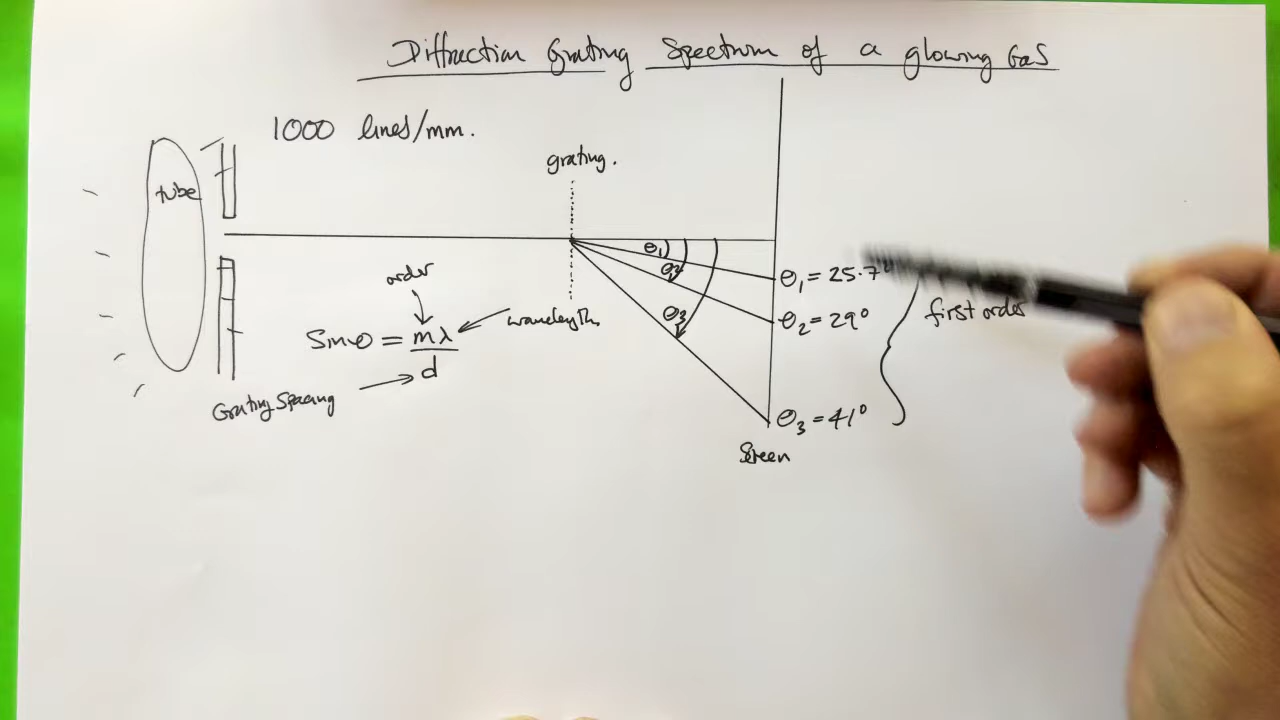 Diffraction Grating Spectrum of a glowing Gas
1000 lines/mm.
grating.
tube
θ₁
θ₂
θ₃
order
wavelength
Sinθ = mλ/d
Grating Spacing
θ₁ = 25.7°
θ₂ = 29°
θ₃ = 41°
first order
Screen